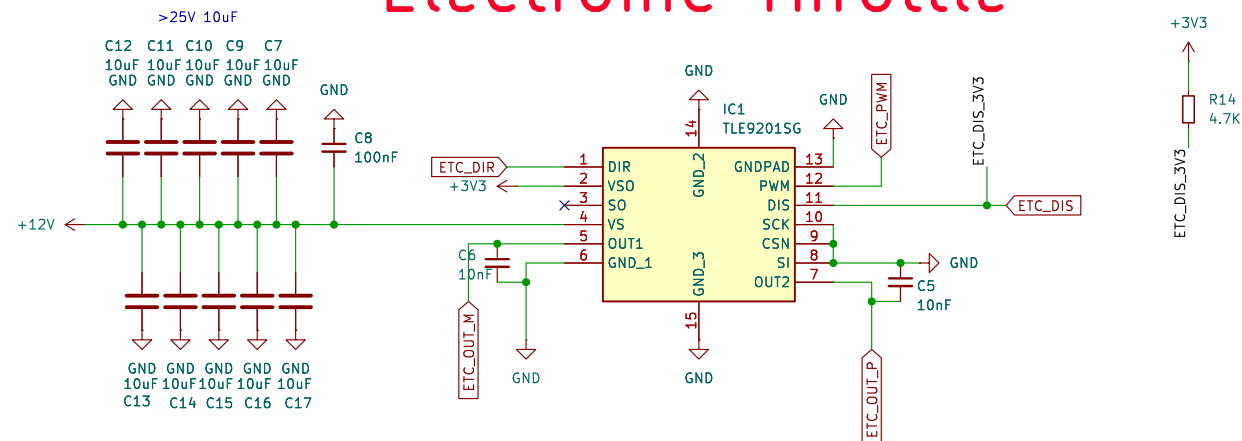 Electronic Throttle
>25V 10uF
C12 C11 C10 C9 C7
10uF 10uF 10uF 10uF 10uF
GND GND GND GND GND
GND
C8
100nF
+12V
GND GND GND GND GND
10uF 10uF 10uF 10uF 10uF
C13 C14 C15 C16 C17
ETC_DIR
+3V3
C6
10nF
ETC_OUT_M
GND
GND
IC1
TLE9201SG
14
GND_2
1 DIR
2 VSO
3 SO
4 VS
5 OUT1
6 GND_1
GNDPAD 13
PWM 12
DIS 11
SCK 10
CSN 9
SI 8
OUT2 7
GND_3
15
GND
GND
ETC_PWM
ETC_DIS_3V3
ETC_DIS
GND
C5
10nF
ETC_OUT_P
+3V3
R14
4.7K
ETC_DIS_3V3